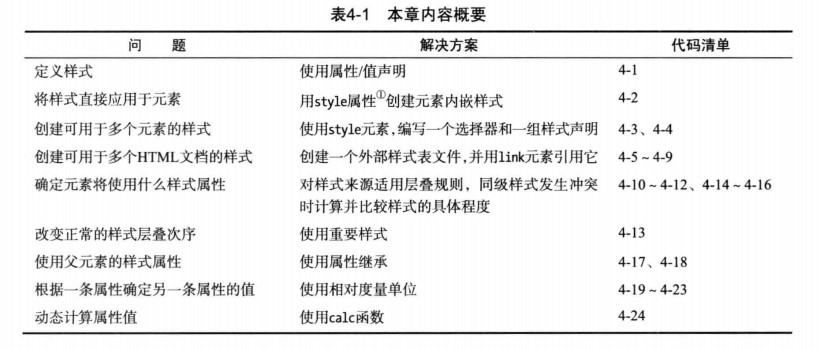 表4-1 本章内容概要
问 题 解决方案 代码清单
定义样式 使用属性/值声明 4-1
将样式直接应用于元素 用style属性①创建元素内嵌样式 4-2
创建可用于多个元素的样式 使用style元素,编写一个选择器和一组样式声明 4-3、4-4
创建可用于多个HTML文档的样式 创建一个外部样式表文件,并用link元素引用它 4-5~4-9
确定元素将使用什么样式属性 对样式来源适用层叠规则，同级样式发生冲突 4-10~4-12、4-14~4-16
时计算并比较样式的具体程度
改变正常的样式层叠次序 使用重要样式 4-13
使用父元素的样式属性 使用属性继承 4-17、4-18
根据一条属性确定另一条属性的值 使用相对度量单位 4-19~4-23
动态计算属性值 使用calc函数 4-24